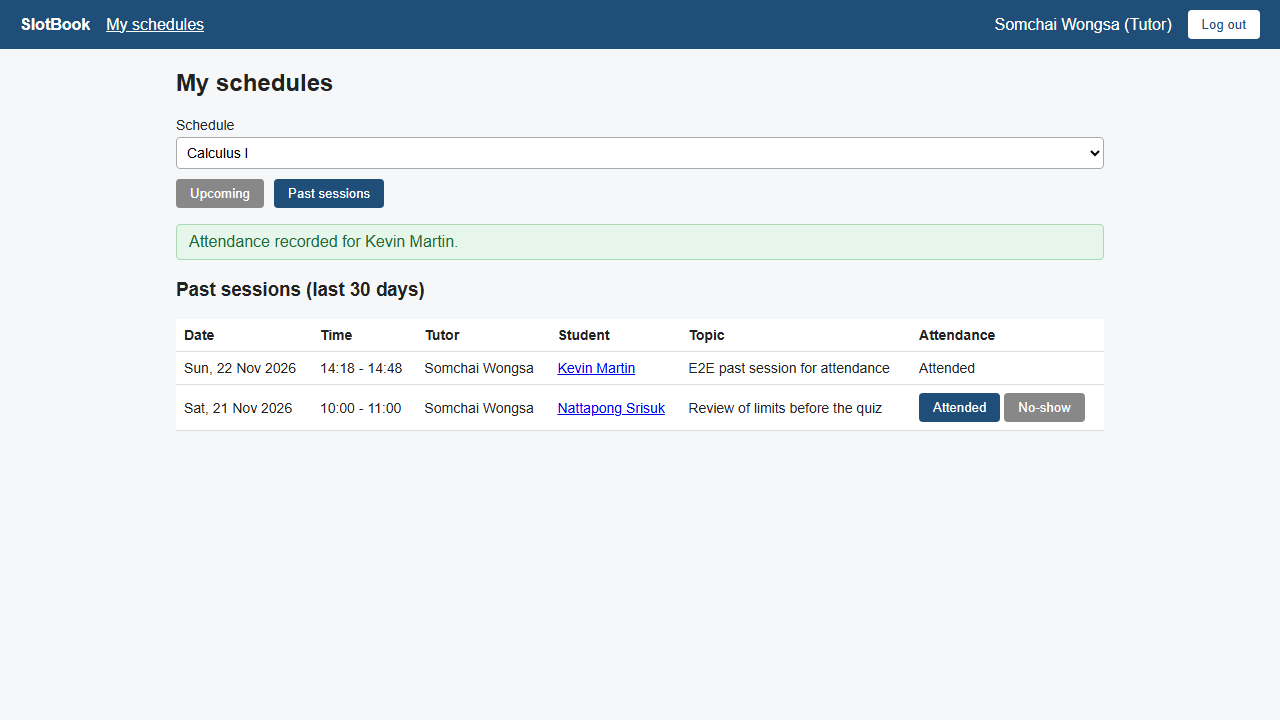 SlotBook My schedules Somchai Wongsa (Tutor) Log out
My schedules
Schedule
Calculus I
Upcoming Past sessions
Attendance recorded for Kevin Martin.
Past sessions (last 30 days)
Date Time Tutor Student Topic Attendance
Sun, 22 Nov 2026 14:18 - 14:48 Somchai Wongsa Kevin Martin E2E past session for attendance Attended
Sat, 21 Nov 2026 10:00 - 11:00 Somchai Wongsa Nattapong Srisuk Review of limits before the quiz Attended No-show